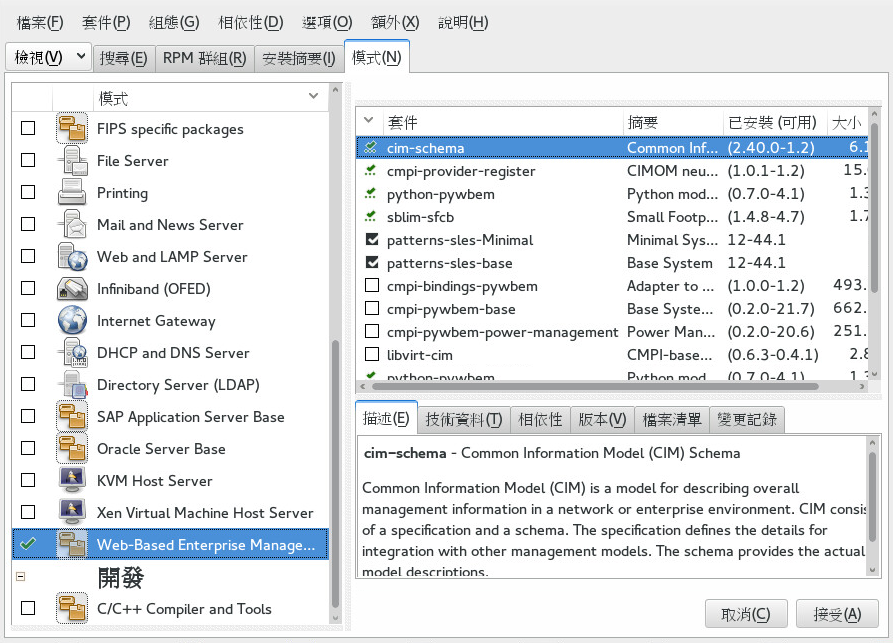 檔案(F) 套件(P) 組態(G) 相依性(D) 選項(O) 額外(X) 說明(H)
檢視(V) 搜尋(E) RPM 群組(R) 安裝摘要(I) 模式(N)
模式
FIPS specific packages
File Server
Printing
Mail and News Server
Web and LAMP Server
Infiniband (OFED)
Internet Gateway
DHCP and DNS Server
Directory Server (LDAP)
SAP Application Server Base
Oracle Server Base
KVM Host Server
Xen Virtual Machine Host Server
Web-Based Enterprise Manage...
開發
C/C++ Compiler and Tools
套件 摘要 已安裝 (可用) 大小
cim-schema Common Inf... (2.40.0-1.2) 6.1
cmpi-provider-register CIMOM neu... (1.0.1-1.2) 15.
python-pywbem Python mod... (0.7.0-4.1) 1.3
sblim-sfcb Small Footp... (1.4.8-4.7) 1.7
patterns-sles-Minimal Minimal Sys... 12-44.1
patterns-sles-base Base System 12-44.1
cmpi-bindings-pywbem Adapter to ... (1.0.0-1.2) 493.
cmpi-pywbem-base Base Syste... (0.2.0-21.7) 662.
cmpi-pywbem-power-management Power Man... (0.2.0-20.6) 251.
libvirt-cim CMPI-base... (0.6.3-0.4.1) 2.8
python-pywbem Python mod... (0.7.0-4.1) 1.3
描述(E) 技術資料(T) 相依性 版本(V) 檔案清單 變更記錄
cim-schema - Common Information Model (CIM) Schema
Common Information Model (CIM) is a model for describing overall
management information in a network or enterprise environment. CIM consis
of a specification and a schema. The specification defines the details for
integration with other management models. The schema provides the actual
model descriptions.
取消(C) 接受(A)